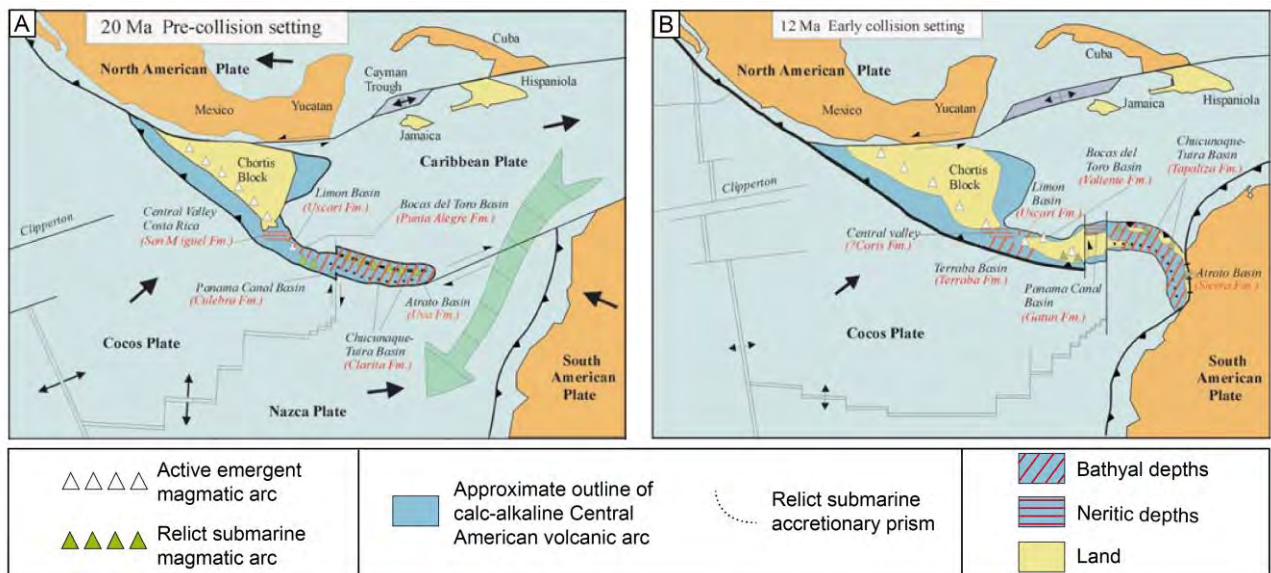 A
20 Ma Pre-collision setting
North American Plate
Mexico
Yucatan
Cayman
Trough
Cuba
Hispaniola
Jamaica
Caribbean Plate
Chortis
Block
Limon Basin
(Uscari Fm.)
Bocas del Toro Basin
(Punta Alegre Fm.)
Clipperton
Central Valley
Costa Rica
(San Miguel Fm.)
Panama Canal Basin
(Culebra Fm.)
Atrato Basin
(Uva Fm.)
Chucunaque-
Tuira Basin
(Clarita Fm.)
Cocos Plate
Nazca Plate
South
American
Plate
B
12 Ma Early collision setting
North American Plate
Mexico
Yucatan
Cuba
Jamaica
Hispaniola
Caribbean Plate
Chortis
Block
Chucunaque-
Tuira Basin
(Tapaliza Fm.)
Bocas del
Toro Basin
(Valiente Fm.)
Limon
Basin
(Uscari Fm.)
Clipperton
Central valley
(?Coris Fm.)
Terraba Basin
(Terraba Fm.)
Panama Canal
Basin
(Gatun Fm.)
Atrato Basin
(Sierra Fm.)
Cocos Plate
South
American
Plate
Active emergent
magmatic arc
Relict submarine
magmatic arc
Approximate outline of
calc-alkaline Central
American volcanic arc
Relict submarine
accretionary prism
Bathyal depths
Neritic depths
Land